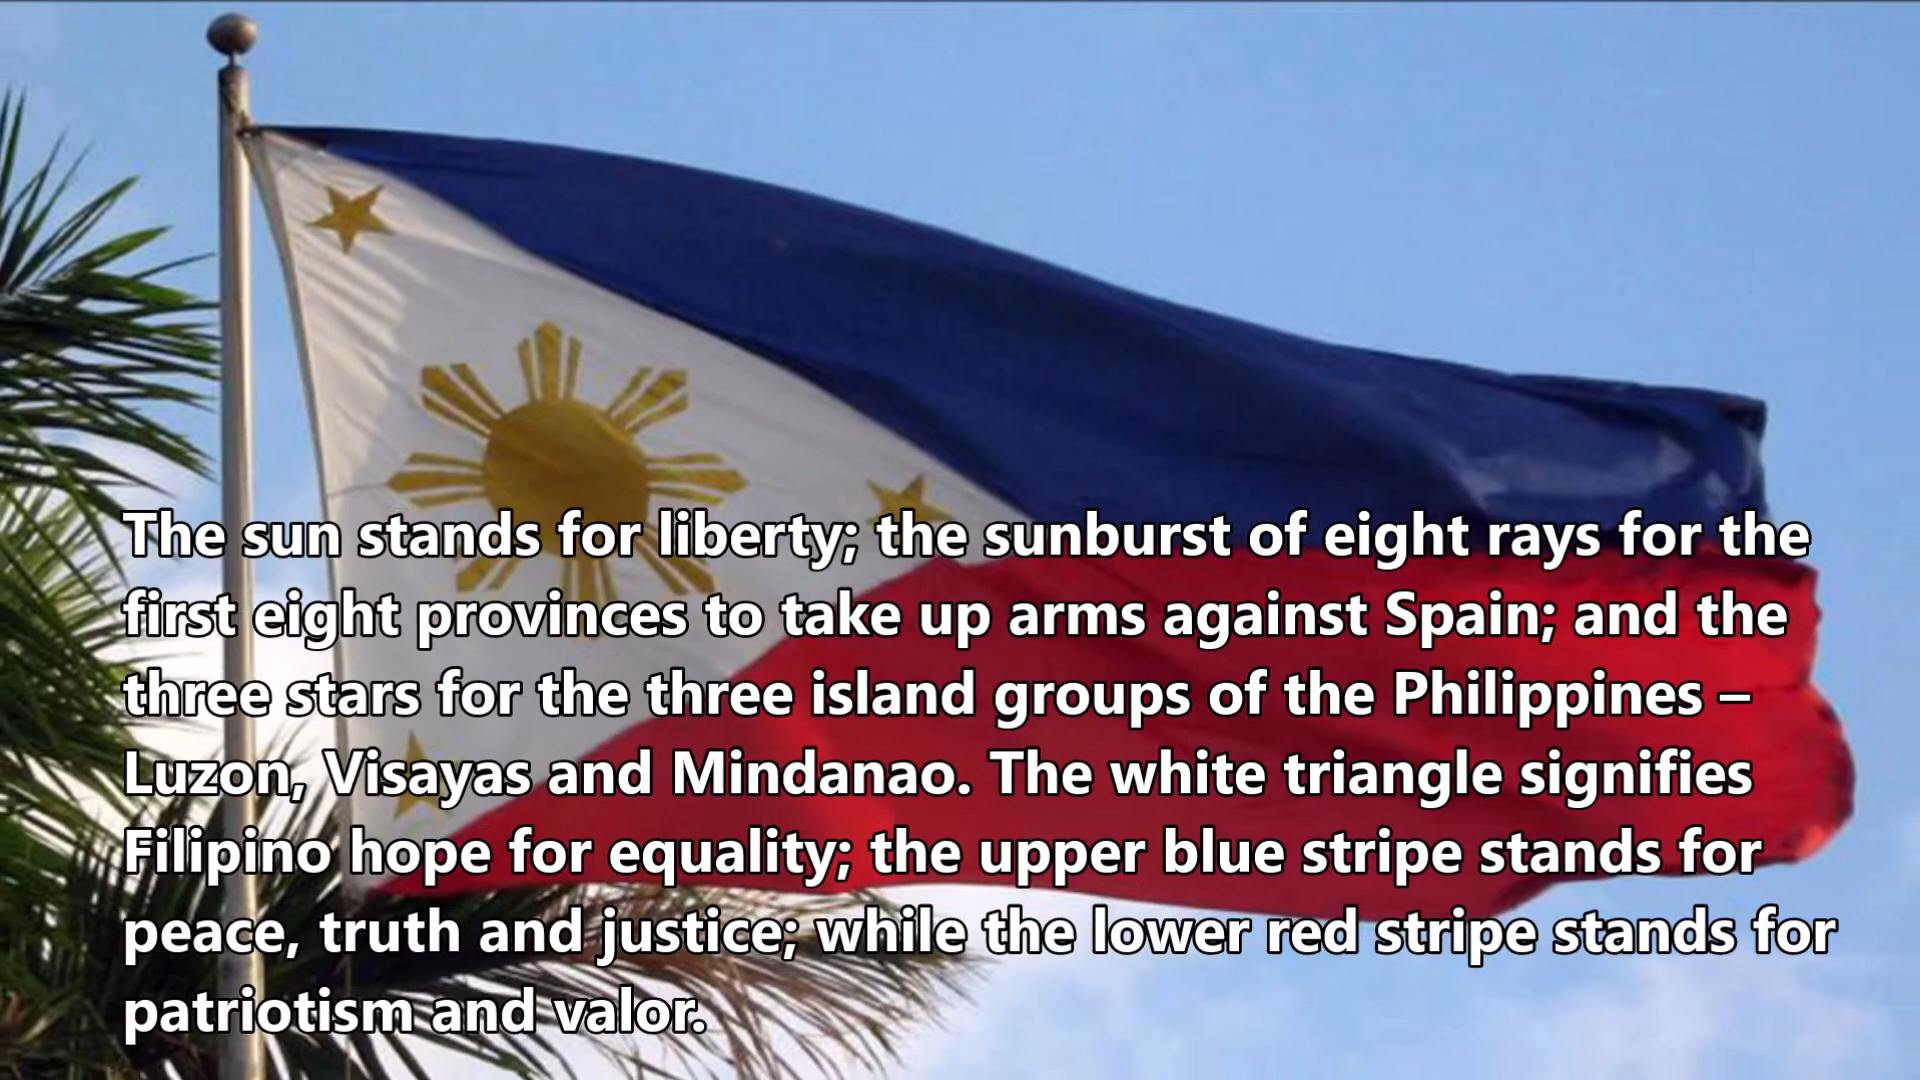 The sun stands for liberty; the sunburst of eight rays for the
first eight provinces to take up arms against Spain; and the
three stars for the three island groups of the Philippines –
Luzon, Visayas and Mindanao. The white triangle signifies
Filipino hope for equality; the upper blue stripe stands for
peace, truth and justice; while the lower red stripe stands for
patriotism and valor.